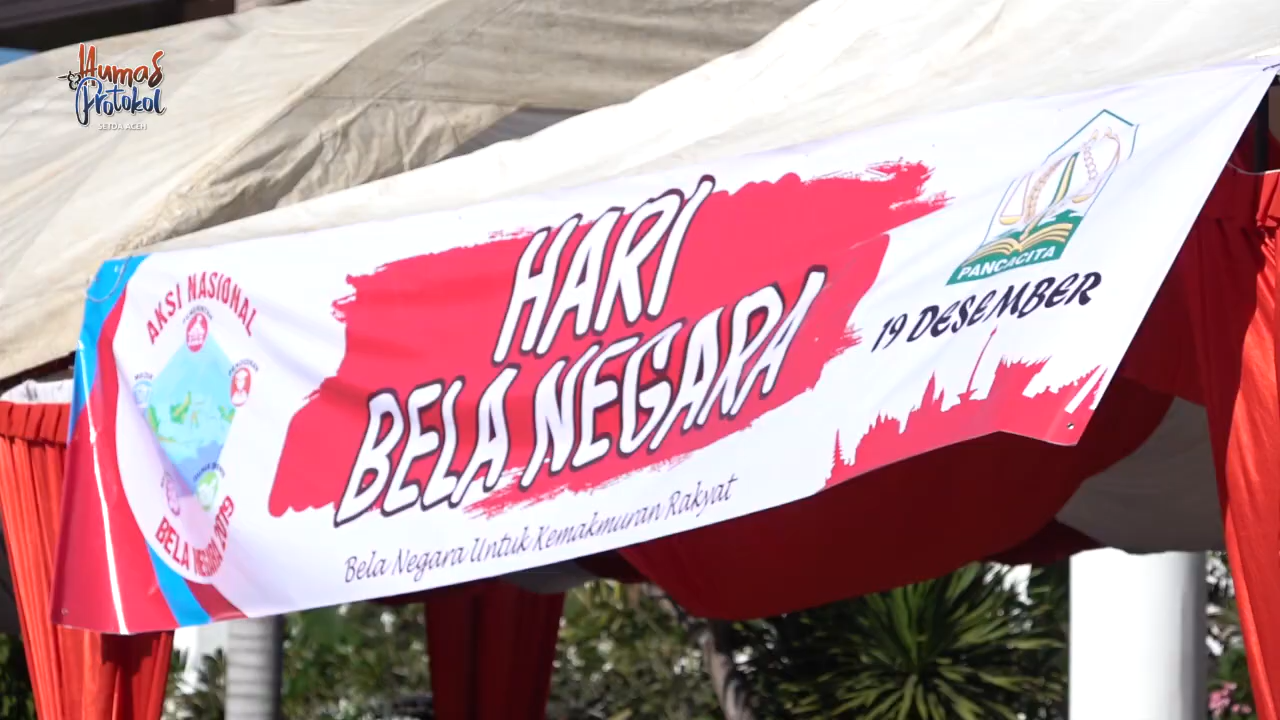 Humas
Protokol
SETDA ACEH
AKSI NASIONAL
BELA NEGARA 2019
HARI
BELA NEGARA
Bela Negara Untuk Kemakmuran Rakyat
PANCACITA
19 DESEMBER